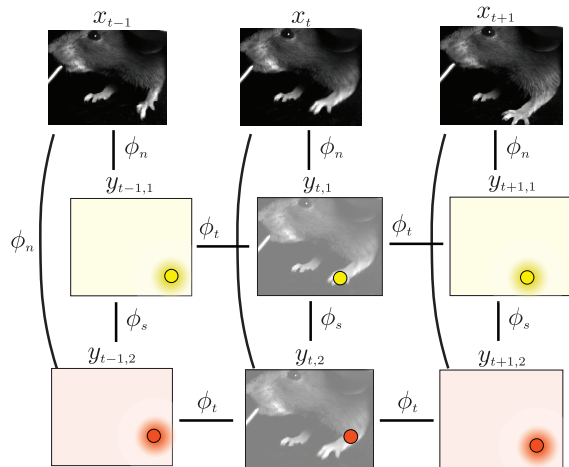 x_{t-1} x_t x_{t+1}
ϕ_n ϕ_n ϕ_n
y_{t-1,1} y_{t,1} y_{t+1,1}
ϕ_n ϕ_t ϕ_t
ϕ_s ϕ_s ϕ_s
y_{t-1,2} y_{t,2} y_{t+1,2}
ϕ_t ϕ_t